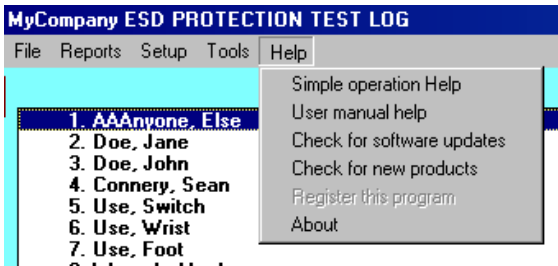 MyCompany ESD PROTECTION TEST LOG
File Reports Setup Tools Help
Simple operation Help
User manual help
Check for software updates
Check for new products
Register this program
About
1. AAAnyone, Else
2. Doe, Jane
3. Doe, John
4. Connery, Sean
5. Use, Switch
6. Use, Wrist
7. Use, Foot